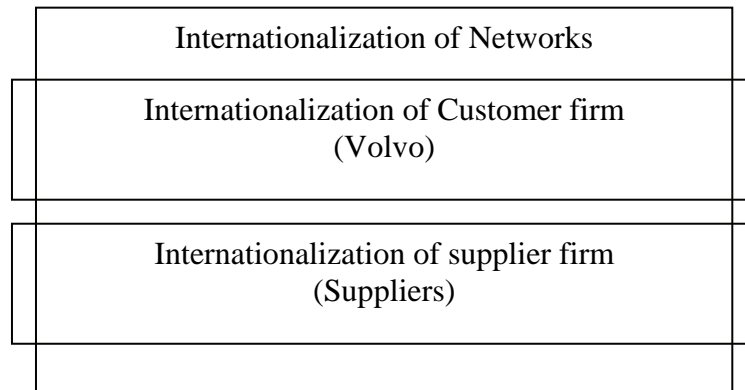 Internationalization of Networks
Internationalization of Customer firm
(Volvo)
Internationalization of supplier firm
(Suppliers)